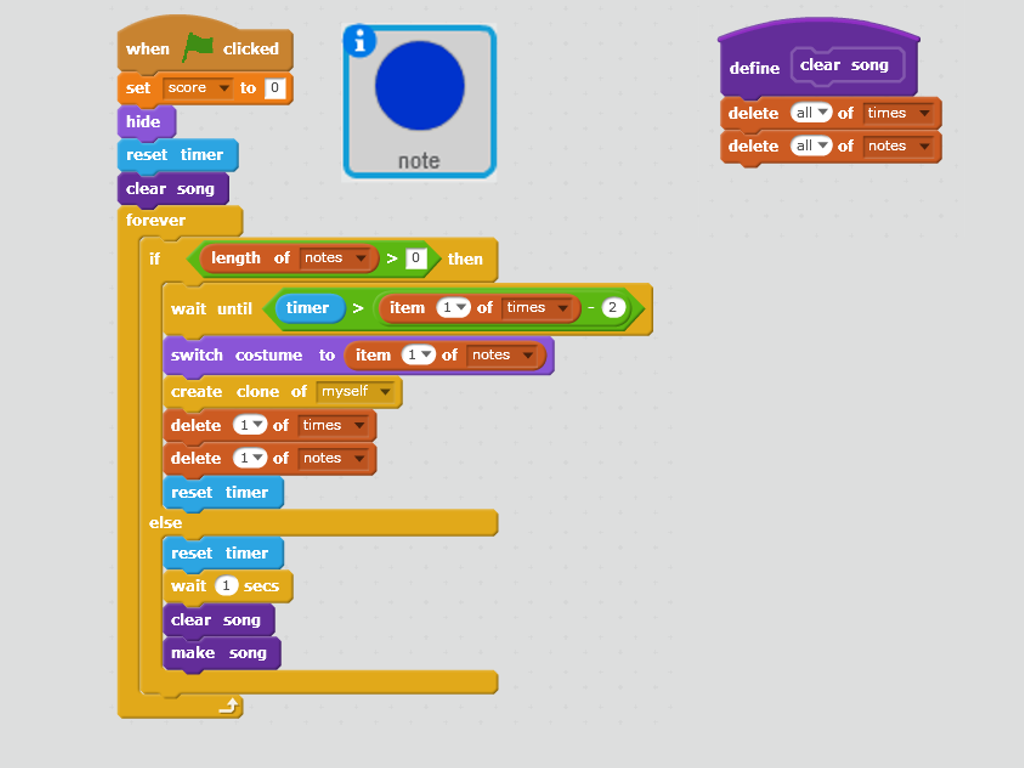 when clicked
set score to 0
hide
reset timer
clear song
forever
if length of notes > 0 then
wait until timer > item 1 of times - 2
switch costume to item 1 of notes
create clone of myself
delete 1 of times
delete 1 of notes
reset timer
else
reset timer
wait 1 secs
clear song
make song
i
note
define clear song
delete all of times
delete all of notes